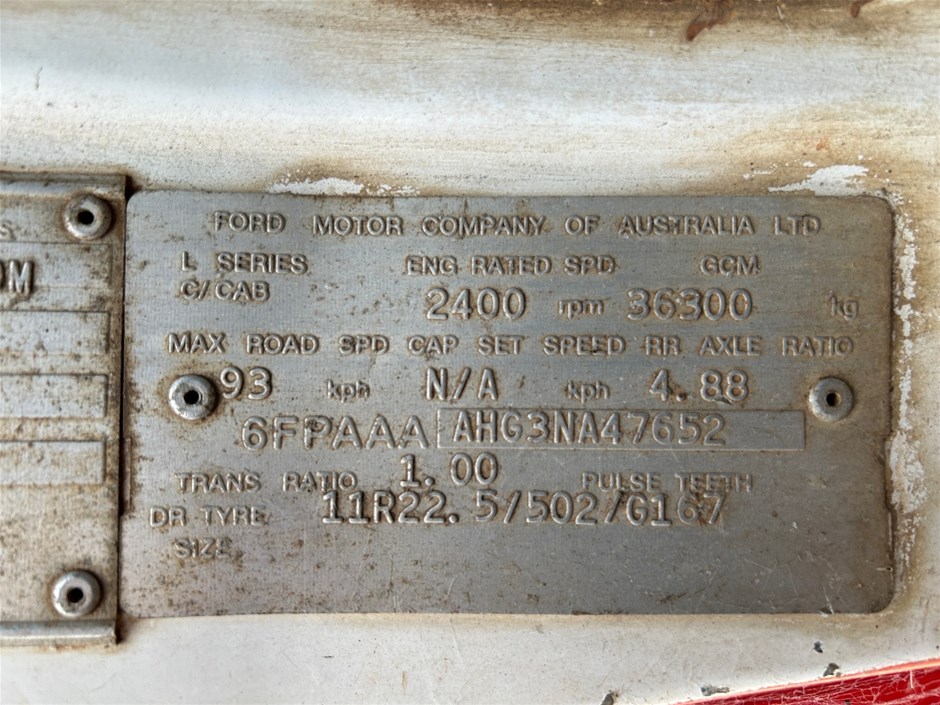 FORD MOTOR COMPANY OF AUSTRALIA LTD
L SERIES ENG RATED SPD GCM
C/CAB 2400 rpm 36300 kg
MAX ROAD SPD CAP SET SPEED RR AXLE RATIO
93 kph N/A kph 4.88
6FPAAA AHG3NA47652
TRANS RATIO 1.00 PULSE TEETH
DR TYRE 11R22.5/502/G167
SIZE